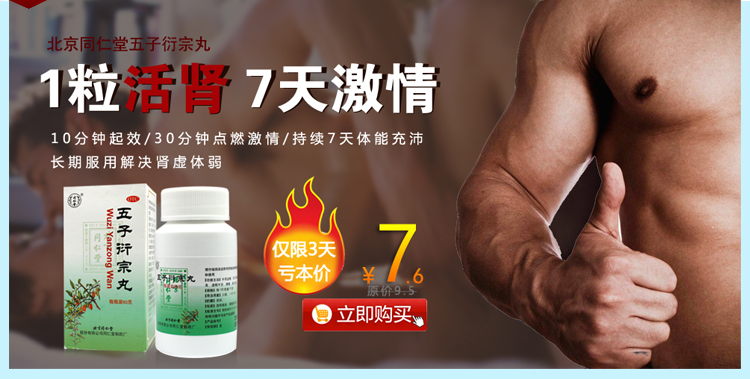 北京同仁堂五子衍宗丸
1粒活肾 7天激情
10分钟起效/30分钟点燃激情/持续7天体能充沛
长期服用解决肾虚体弱
OTC
五子衍宗丸
Wuzi Yanzong Wan
同仁堂
五子衍宗丸
仅限3天
亏本价
¥7.6
原价9.5
立即购买